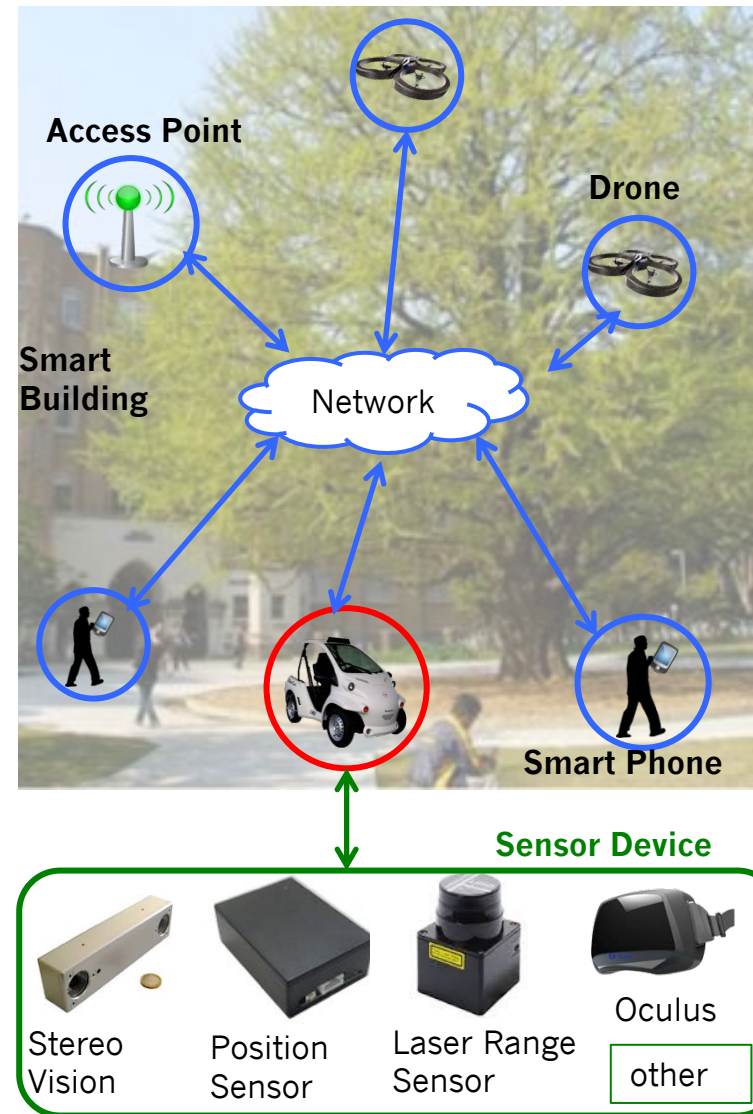 Access Point
Drone
Smart
Building
Network
Smart Phone
Sensor Device
Stereo
Vision
Position
Sensor
Laser Range
Sensor
Oculus
other